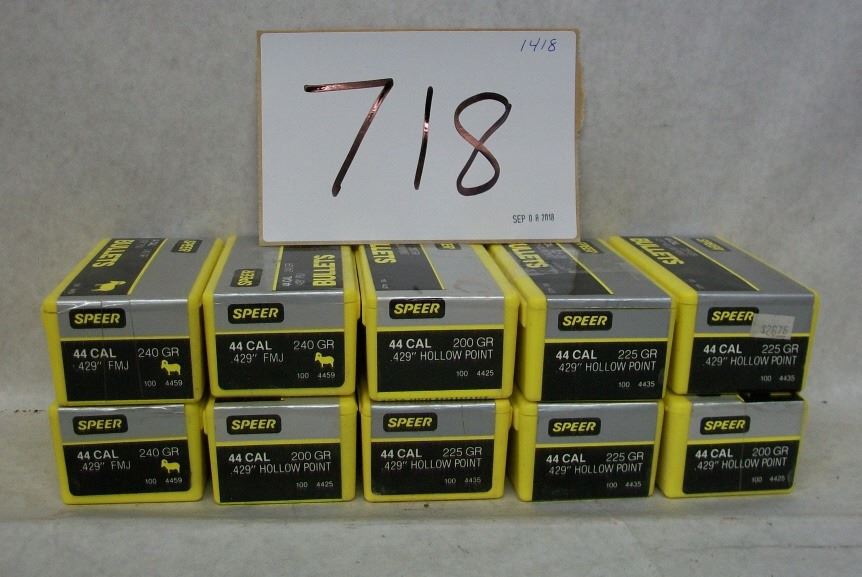 1418
718
SEP 08 2018
BULLETS
SPEER
SPEER
BULLETS
BULLETS
BULLETS
SPEER
44 CAL 240 GR
.429" FMJ
100 4459
SPEER
44 CAL 240 GR
.429" FMJ
100 4459
SPEER
44 CAL 200 GR
.429" HOLLOW POINT
100 4425
SPEER
44 CAL 225 GR
.429" HOLLOW POINT
100 4435
SPEER
44 CAL 225 GR
.429" HOLLOW POINT
100 4435
SPEER
44 CAL 240 GR
.429" FMJ
100 4459
SPEER
44 CAL 200 GR
.429" HOLLOW POINT
100 4425
SPEER
44 CAL 225 GR
.429" HOLLOW POINT
100 4435
SPEER
44 CAL 225 GR
.429" HOLLOW POINT
100 4435
SPEER
44 CAL 200 GR
.429" HOLLOW POINT
100 4425